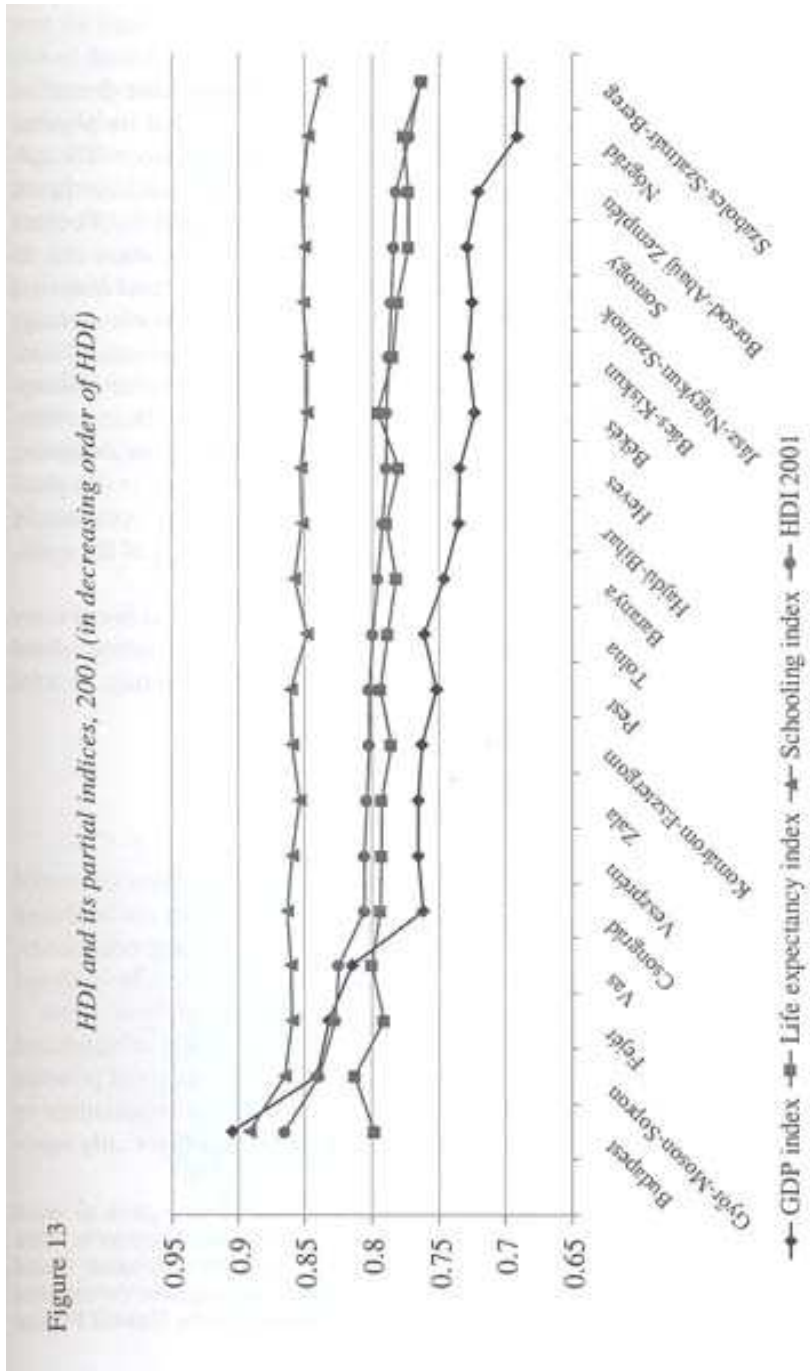 Figure 13
HDI and its partial indices, 2001 (in decreasing order of HDI)
0.95
0.9
0.85
0.8
0.75
0.7
0.65
Budapest
Győr-Moson-Sopron
Fejér
Vas
Csongrád
Veszprém
Zala
Komárom-Esztergom
Pest
Tolna
Baranya
Hajdú-Bihar
Heves
Békés
Bács-Kiskun
Jász-Nagykun-Szolnok
Somogy
Borsod-Abaúj Zemplén
Nógrád
Szabolcs-Szatmár-Bereg
GDP index Life expectancy index Schooling index HDI 2001